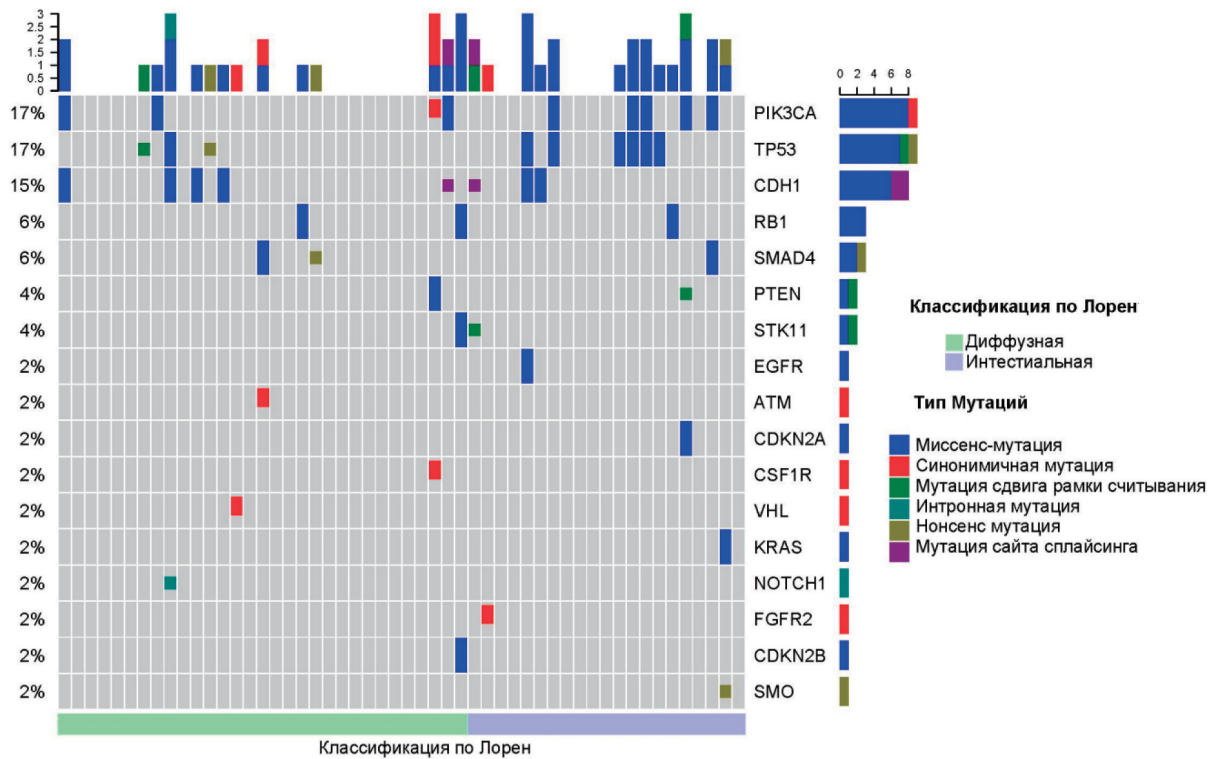 3
2.5
2
1.5
1
0.5
0
0 2 4 6 8
17% PIK3CA
17% TP53
15% CDH1
6% RB1
6% SMAD4
4% PTEN
4% STK11
2% EGFR
2% ATM
2% CDKN2A
2% CSF1R
2% VHL
2% KRAS
2% NOTCH1
2% FGFR2
2% CDKN2B
2% SMO
Классификация по Лорен
Классификация по Лорен
Диффузная
Интестиальная
Тип Мутаций
Миссенс-мутация
Синонимичная мутация
Мутация сдвига рамки считывания
Интронная мутация
Нонсенс мутация
Мутация сайта сплайсинга